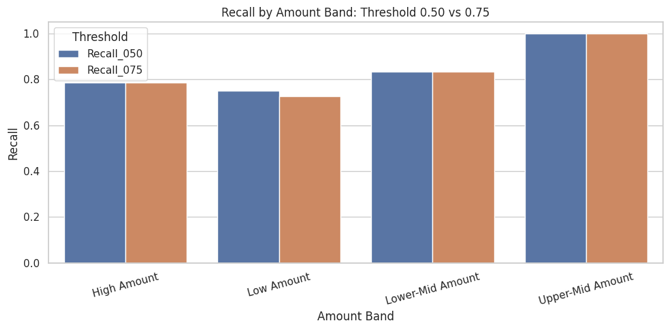 Recall by Amount Band: Threshold 0.50 vs 0.75
Threshold
Recall_050
Recall_075
Recall
1.0
0.8
0.6
0.4
0.2
0.0
High Amount
Low Amount
Lower-Mid Amount
Upper-Mid Amount
Amount Band